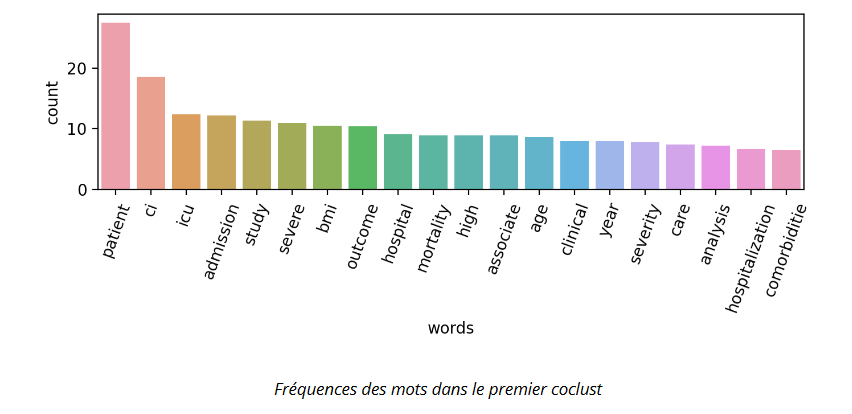 count
20
10
0
patient
ci
icu
admission
study
severe
bmi
outcome
hospital
mortality
high
associate
age
clinical
year
severity
care
analysis
hospitalization
comorbiditie
words
Fréquences des mots dans le premier coclust